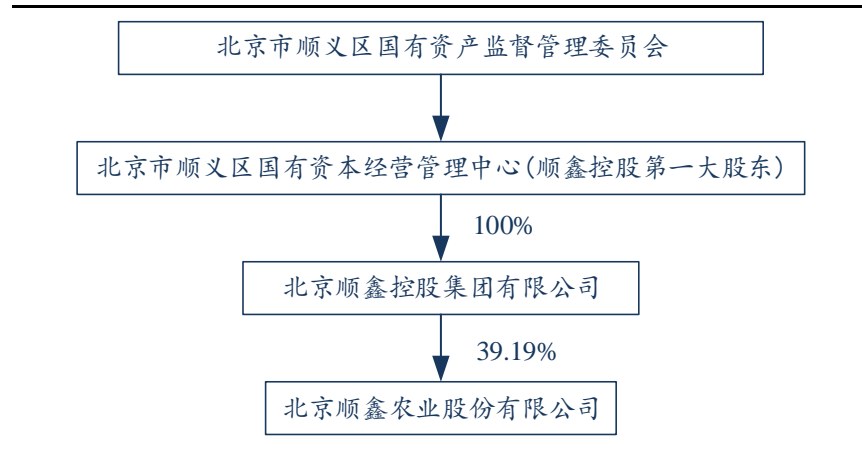 北京市顺义区国有资产监督管理委员会
北京市顺义区国有资本经营管理中心(顺鑫控股第一大股东)
100%
北京顺鑫控股集团有限公司
39.19%
北京顺鑫农业股份有限公司